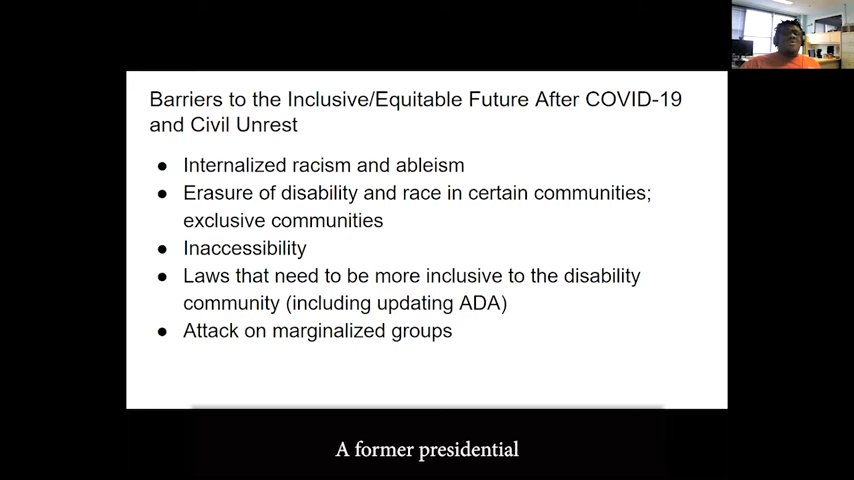 Barriers to the Inclusive/Equitable Future After COVID-19
and Civil Unrest
● Internalized racism and ableism
● Erasure of disability and race in certain communities;
exclusive communities
● Inaccessibility
● Laws that need to be more inclusive to the disability
community (including updating ADA)
● Attack on marginalized groups
A former presidential